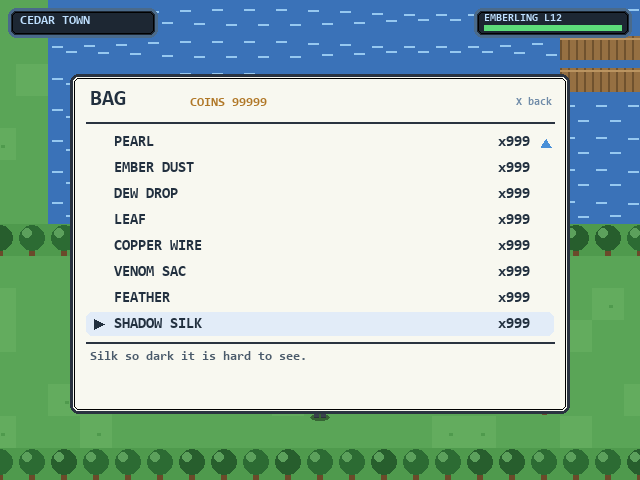 CEDAR TOWN
EMBERLING L12
BAG
COINS 99999
X back
PEARL x999
EMBER DUST x999
DEW DROP x999
LEAF x999
COPPER WIRE x999
VENOM SAC x999
FEATHER x999
SHADOW SILK x999
Silk so dark it is hard to see.